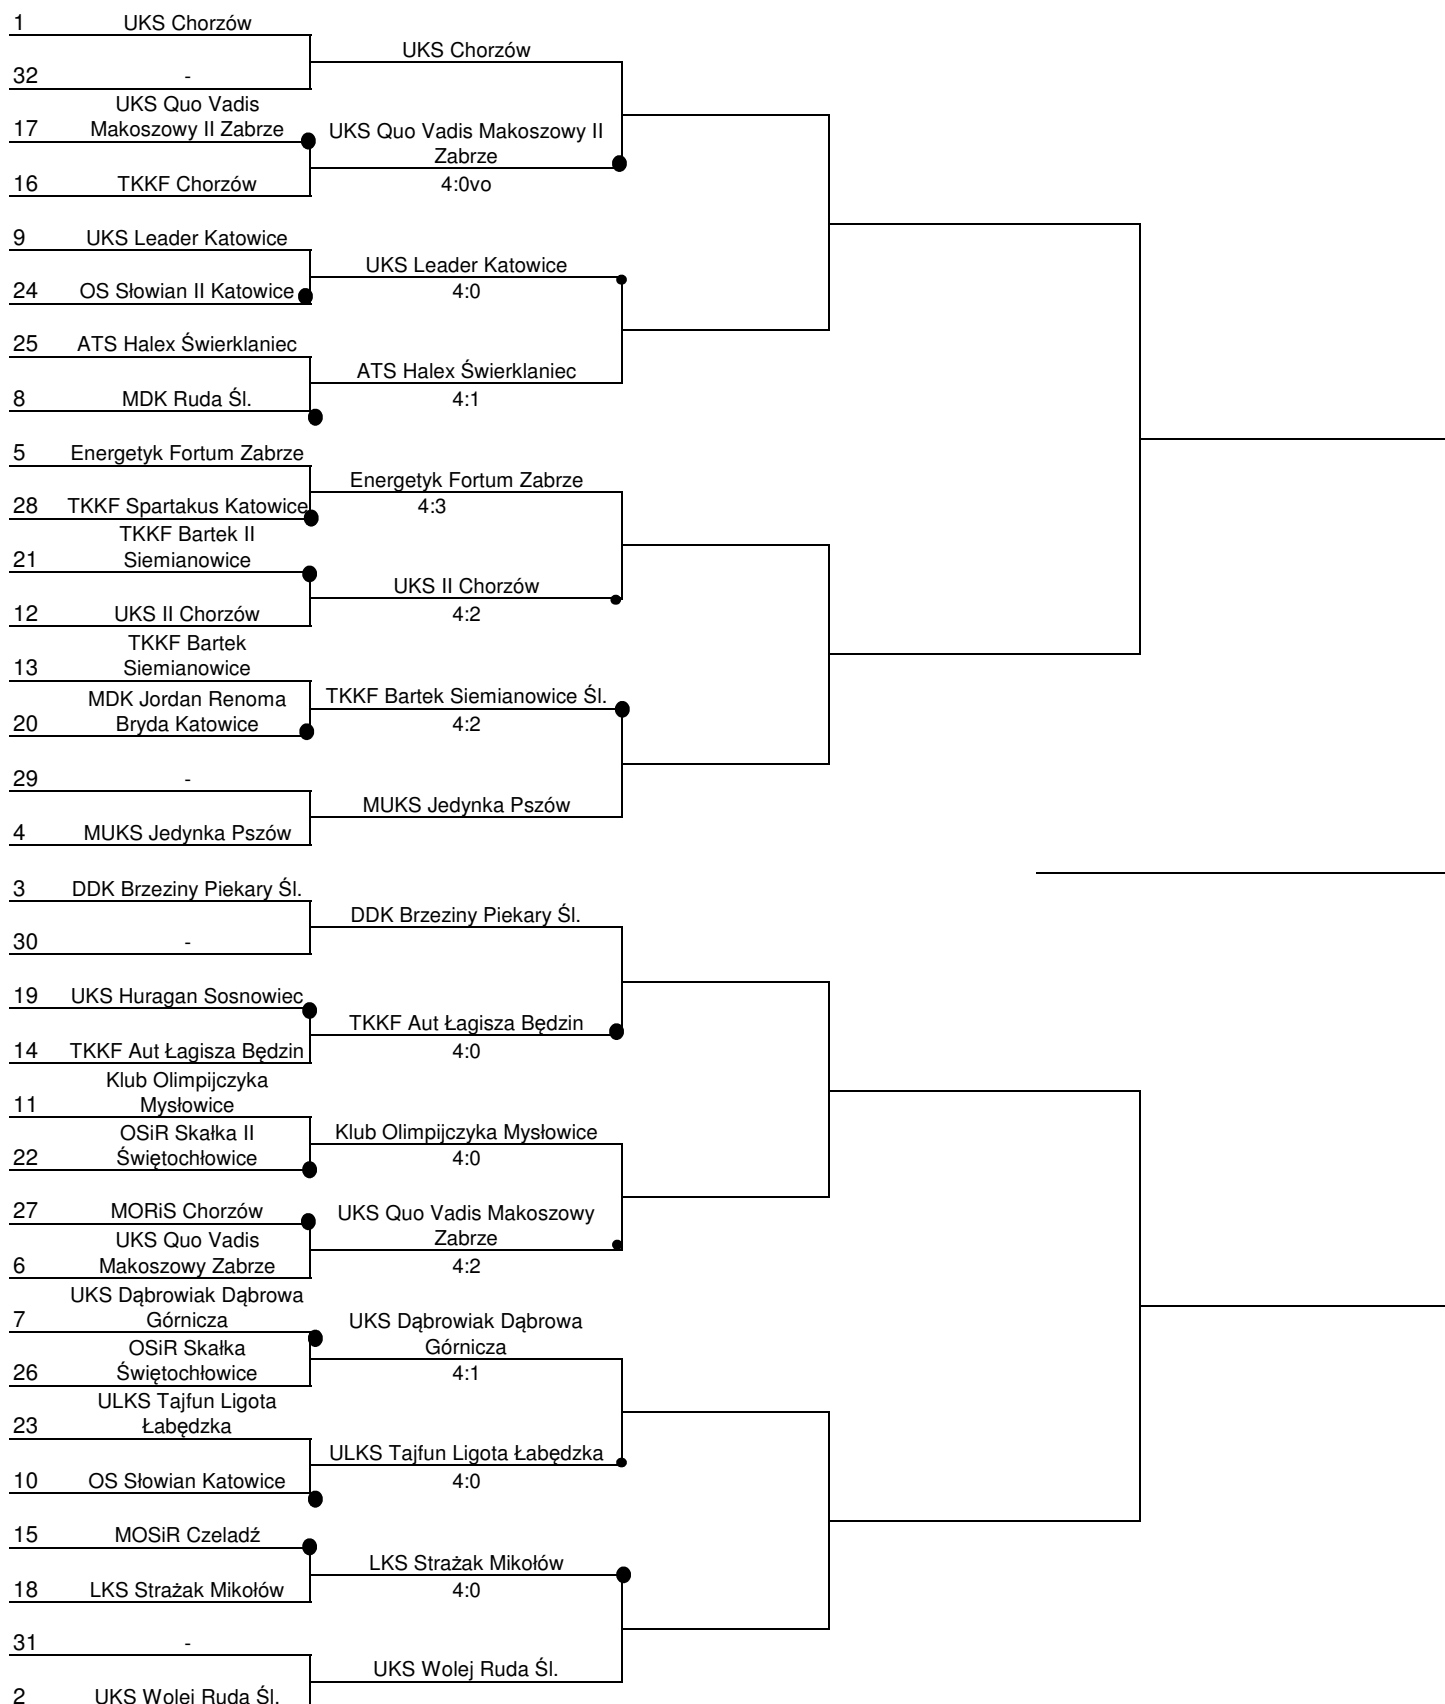 1 UKS Chorzów
UKS Chorzów
32 -
UKS Quo Vadis
17 Makoszowy II Zabrze
UKS Quo Vadis Makoszowy II
Zabrze
16 TKKF Chorzów
4:0vo
9 UKS Leader Katowice
UKS Leader Katowice
24 OS Słowian II Katowice
4:0
25 ATS Halex Świerklaniec
ATS Halex Świerklaniec
8 MDK Ruda Śl.
4:1
5 Energetyk Fortum Zabrze
Energetyk Fortum Zabrze
28 TKKF Spartakus Katowice
4:3
TKKF Bartek II
21 Siemianowice
UKS II Chorzów
12 UKS II Chorzów
4:2
TKKF Bartek
13 Siemianowice
TKKF Bartek Siemianowice Śl.
MDK Jordan Renoma
20 Bryda Katowice
4:2
29 -
MUKS Jedynka Pszów
4 MUKS Jedynka Pszów
3 DDK Brzeziny Piekary Śl.
DDK Brzeziny Piekary Śl.
30 -
19 UKS Huragan Sosnowiec
TKKF Aut Łagisza Będzin
14 TKKF Aut Łagisza Będzin
4:0
Klub Olimpijczyka
11 Mysłowice
Klub Olimpijczyka Mysłowice
OSiR Skałka II
22 Świętochłowice
4:0
27 MORiS Chorzów
UKS Quo Vadis Makoszowy
Zabrze
UKS Quo Vadis
6 Makoszowy Zabrze
4:2
UKS Dąbrowiak Dąbrowa
7 Górnicza
UKS Dąbrowiak Dąbrowa
Górnicza
OSiR Skałka
26 Świętochłowice
4:1
ULKS Tajfun Ligota
23 Łabędzka
ULKS Tajfun Ligota Łabędzka
10 OS Słowian Katowice
4:0
15 MOSiR Czeladź
LKS Strażak Mikołów
18 LKS Strażak Mikołów
4:0
31 -
UKS Wolej Ruda Śl.
2 UKS Wolej Ruda Śl.